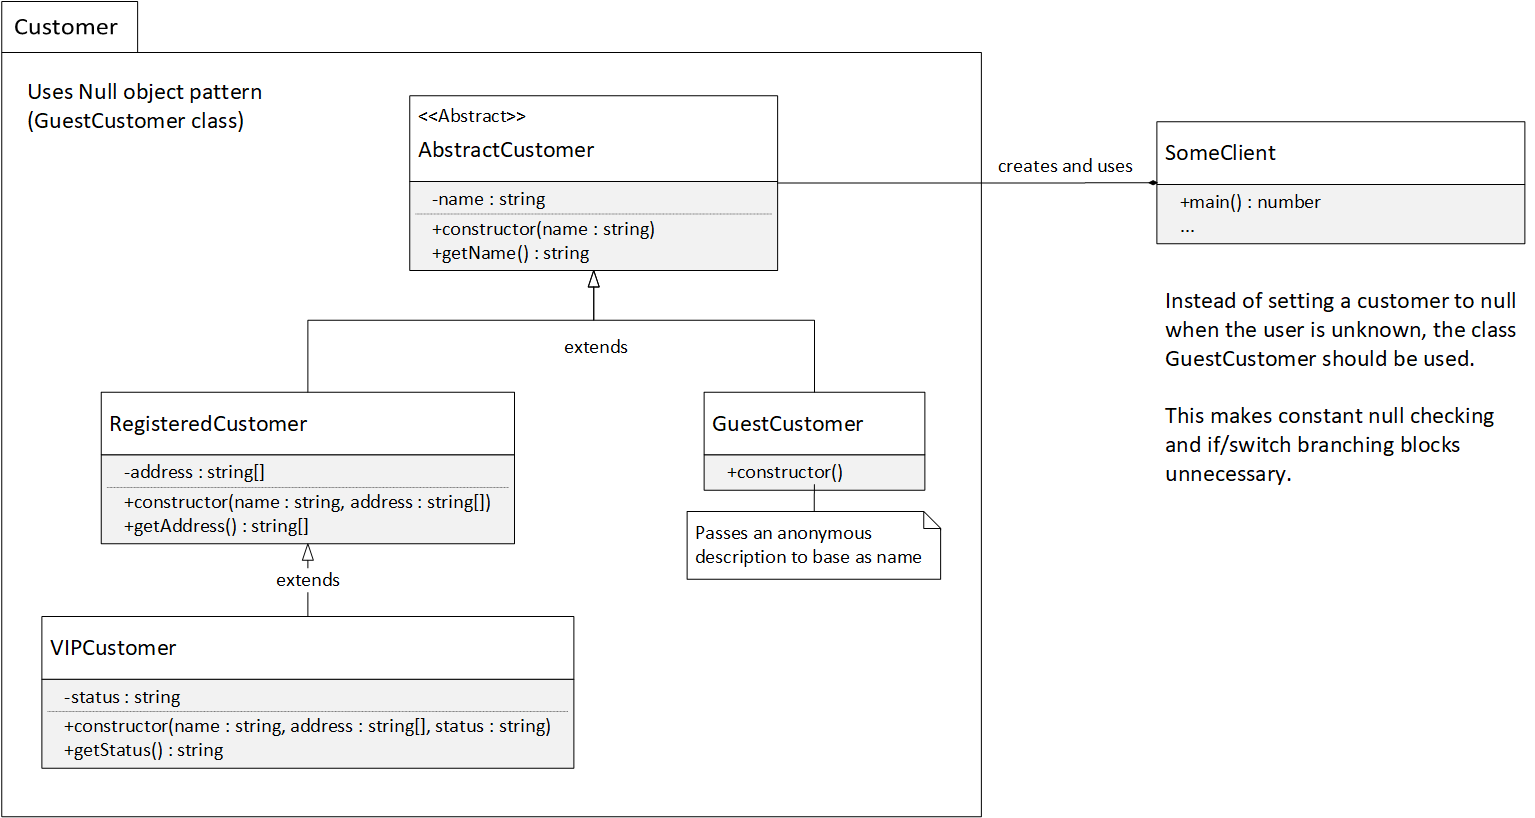 Customer
Uses Null object pattern
(GuestCustomer class)
<<Abstract>>
AbstractCustomer
-name : string
+constructor(name : string)
+getName() : string
creates and uses
SomeClient
+main() : number
...
Instead of setting a customer to null
when the user is unknown, the class
GuestCustomer should be used.
This makes constant null checking
and if/switch branching blocks
unnecessary.
extends
RegisteredCustomer
-address : string[]
+constructor(name : string, address : string[])
+getAddress() : string[]
GuestCustomer
+constructor()
Passes an anonymous
description to base as name
extends
VIPCustomer
-status : string
+constructor(name : string, address : string[], status : string)
+getStatus() : string